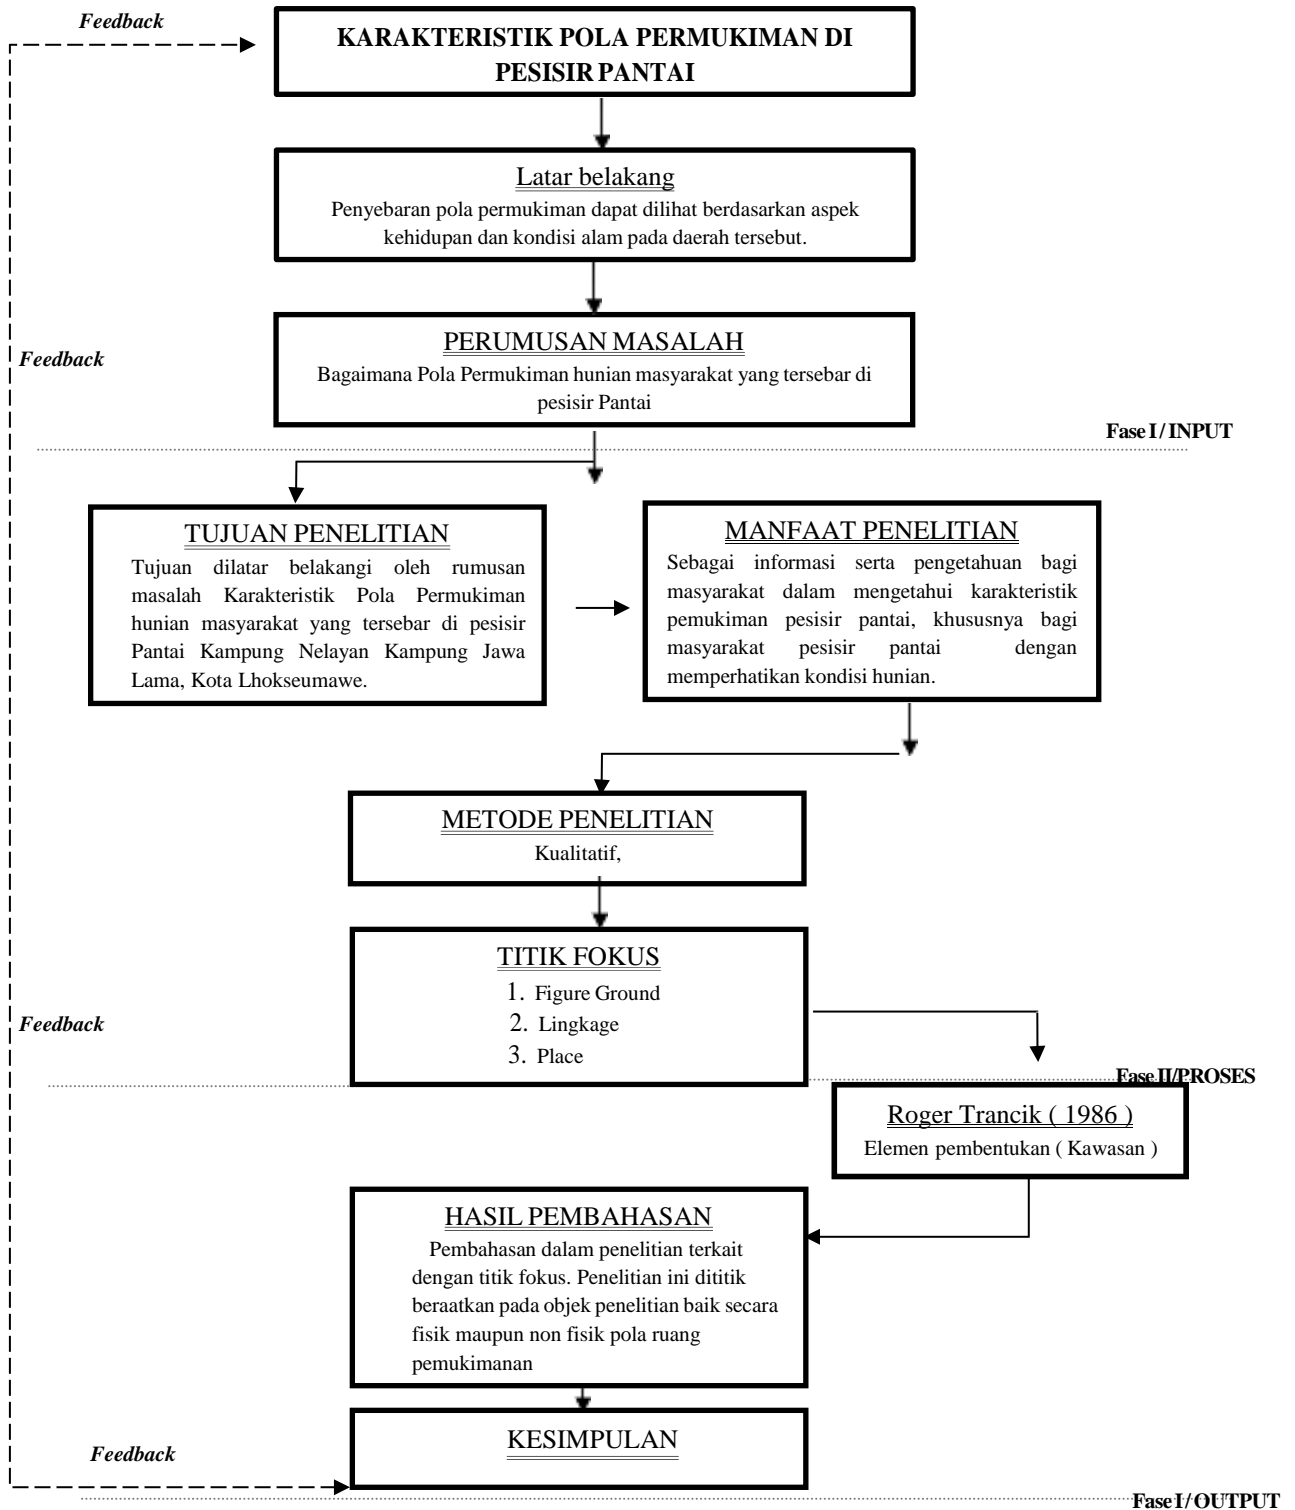 Feedback
KARAKTERISTIK POLA PERMUKIMAN DI
PESISIR PANTAI
Latar belakang
Penyebaran pola permukiman dapat dilihat berdasarkan aspek
kehidupan dan kondisi alam pada daerah tersebut.
Feedback
PERUMUSAN MASALAH
Bagaimana Pola Permukiman hunian masyarakat yang tersebar di
pesisir Pantai
Fase I / INPUT
TUJUAN PENELITIAN
Tujuan dilatar belakangi oleh rumusan
masalah Karakteristik Pola Permukiman
hunian masyarakat yang tersebar di pesisir
Pantai Kampung Nelayan Kampung Jawa
Lama, Kota Lhokseumawe.
MANFAAT PENELITIAN
Sebagai informasi serta pengetahuan bagi
masyarakat dalam mengetahui karakteristik
pemukiman pesisir pantai, khususnya bagi
masyarakat pesisir pantai dengan
memperhatikan kondisi hunian.
METODE PENELITIAN
Kualitatif,
TITIK FOKUS
1. Figure Ground
2. Lingkage
3. Place
Feedback
Fase II/PROSES
Roger Trancik ( 1986 )
Elemen pembentukan ( Kawasan )
HASIL PEMBAHASAN
Pembahasan dalam penelitian terkait
dengan titik fokus. Penelitian ini dititik
beraatkan pada objek penelitian baik secara
fisik maupun non fisik pola ruang
pemukimanan
KESIMPULAN
Feedback
Fase I / OUTPUT